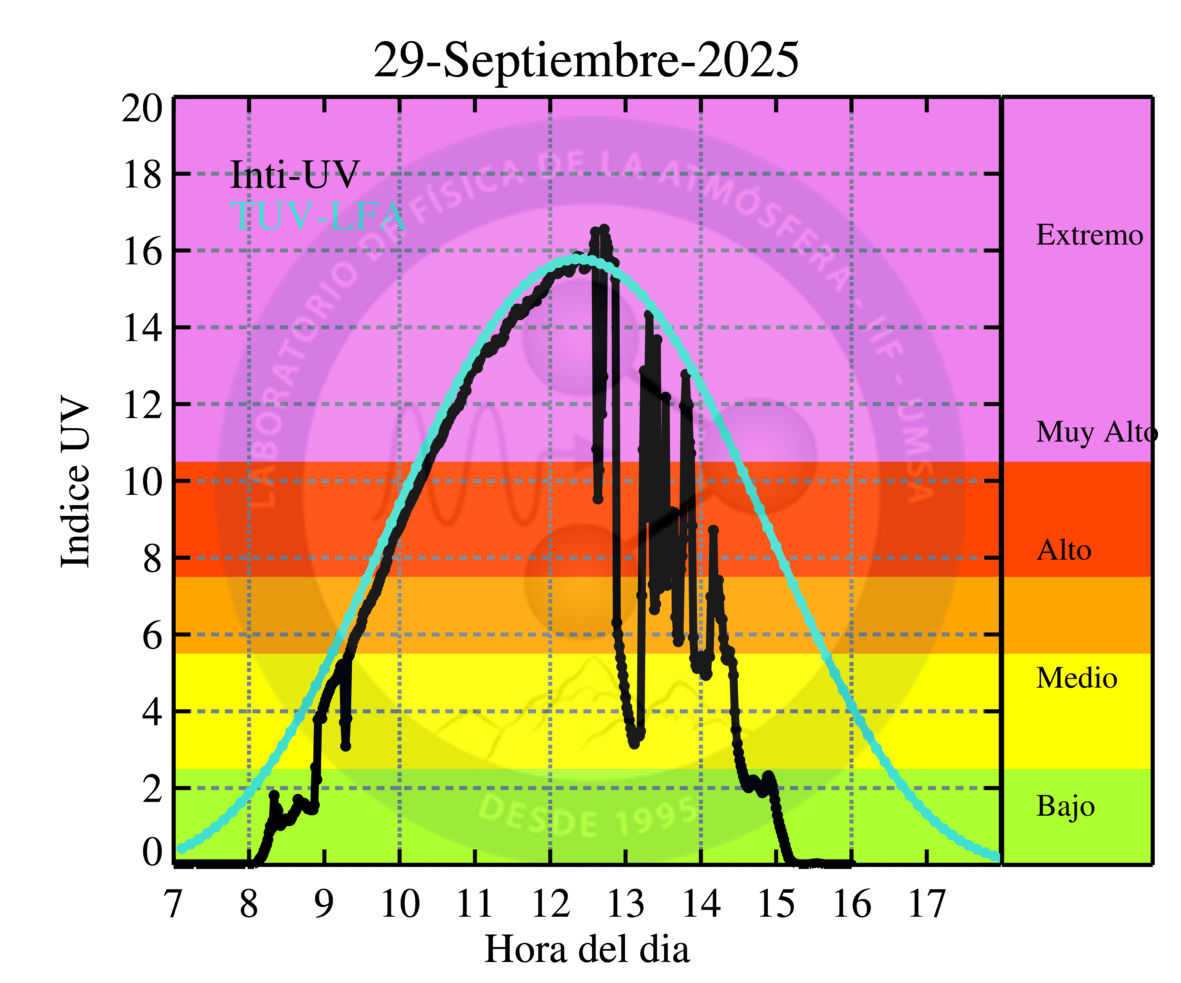 29-Septiembre-2025
Indice UV
20
18
16
14
12
10
8
6
4
2
0
Inti-UV
TUV-LFA
LABORATORIO DE FÍSICA DE LA ATMÓSFERA - IIF - UMSA
DESDE 1995
Extremo
Muy Alto
Alto
Medio
Bajo
7 8 9 10 11 12 13 14 15 16 17
Hora del dia